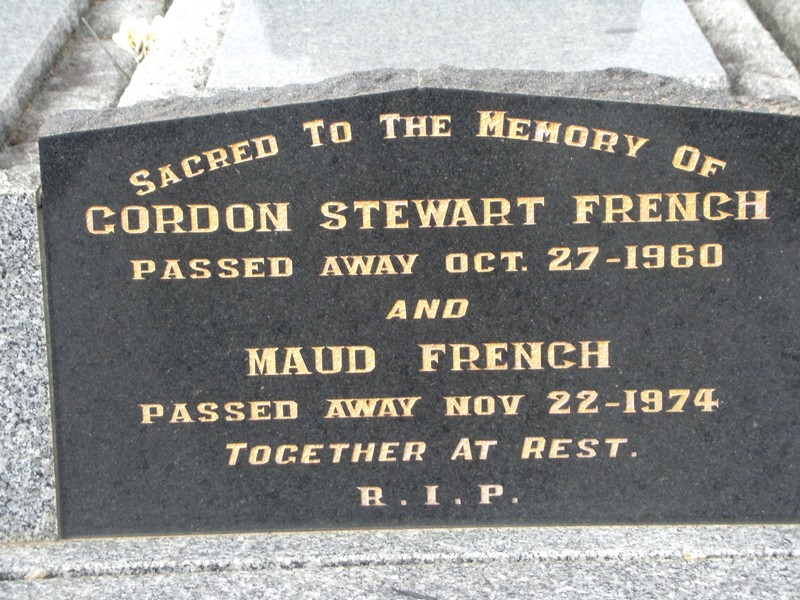 SACRED TO THE MEMORY OF
GORDON STEWART FRENCH
PASSED AWAY OCT. 27-1960
AND
MAUD FRENCH
PASSED AWAY NOV 22-1974
TOGETHER AT REST.
R.I.P.